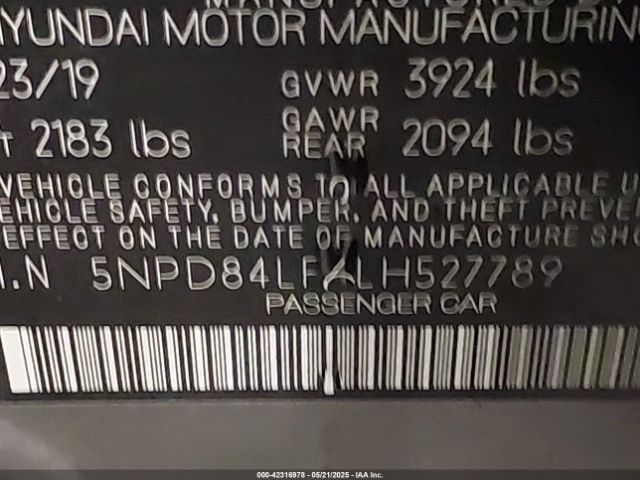 MANUFACTURED BY
HYUNDAI MOTOR MANUFACTURING
23/19 GVWR 3924 lbs
2183 lbs GAWR REAR 2094 lbs
VEHICLE CONFORMS TO ALL APPLICABLE
VEHICLE SAFETY, BUMPER, AND THEFT
EFFECT ON THE DATE OF MANUFACTURE
I.N 5NPD84LF LH527789
PASSENGER CAR
000-42316978 - 05/21/2025 - IAA Inc.